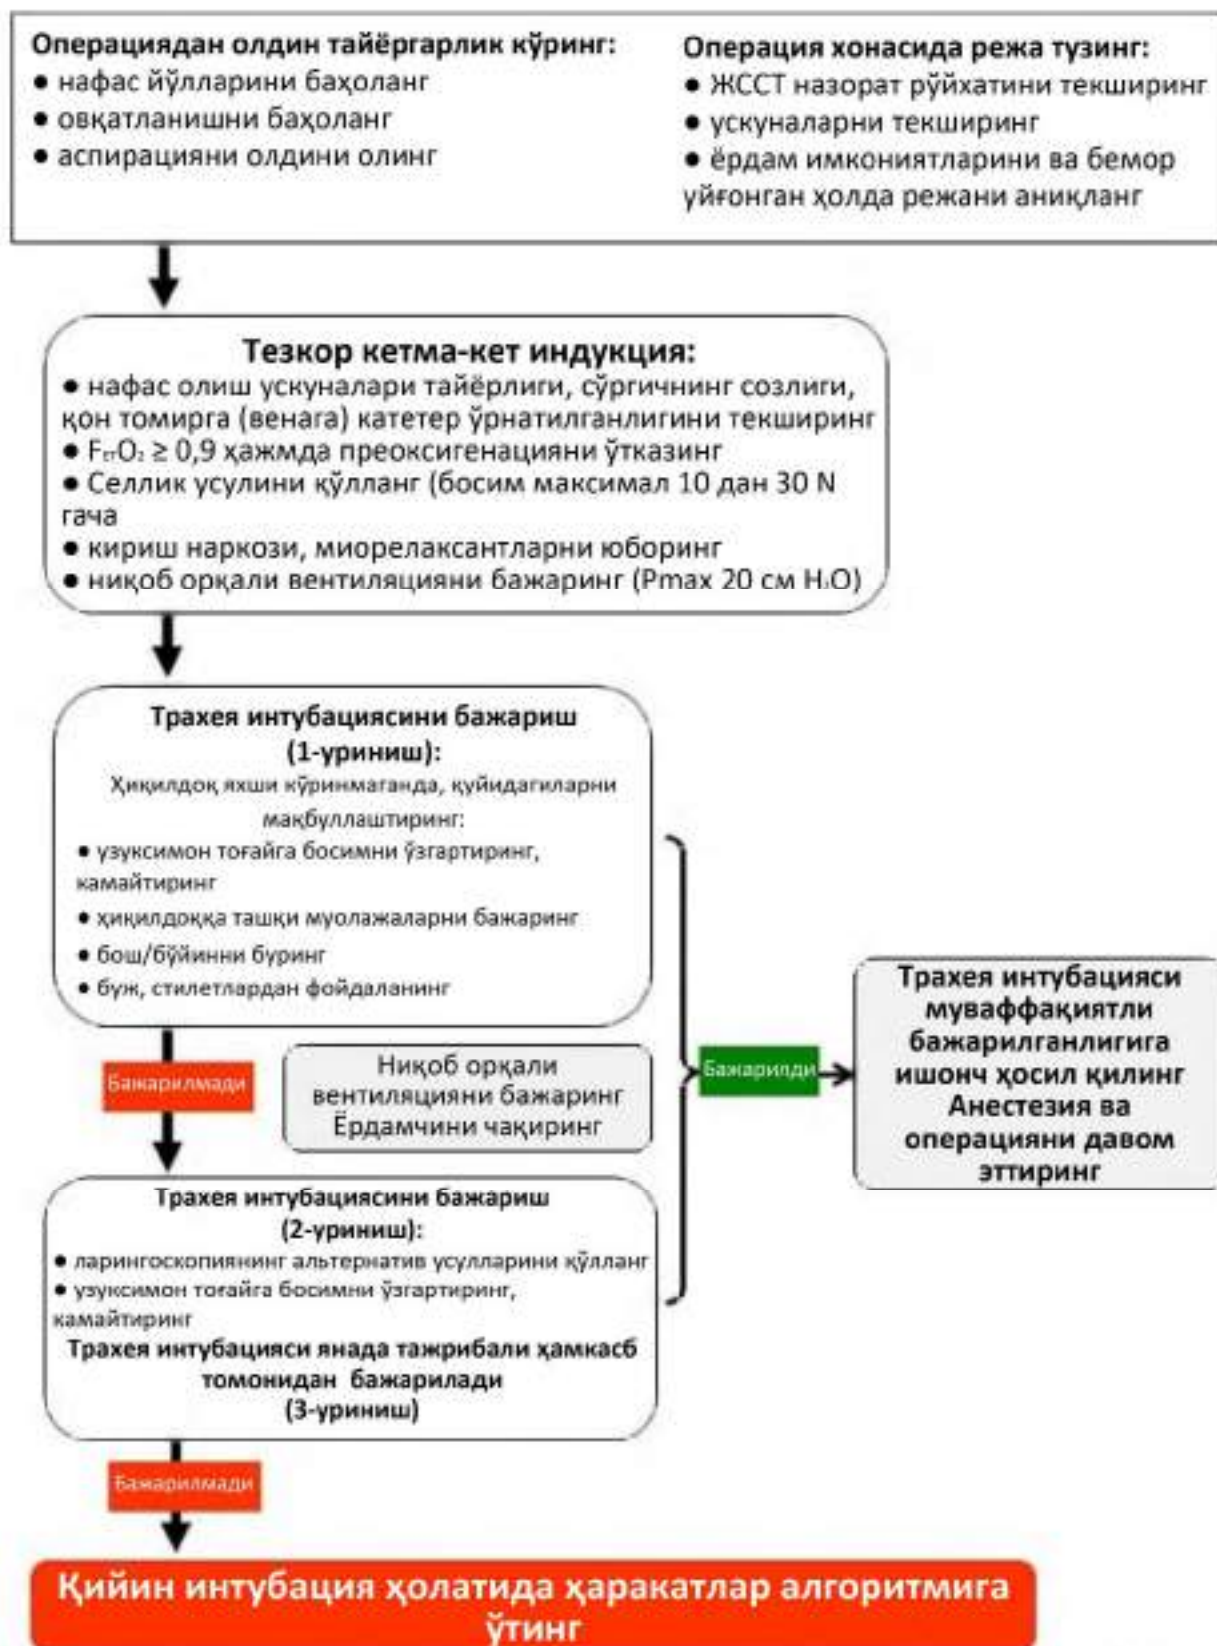 Операциядан олдин тайёргарлик кўринг:
● нафас йўлларини баҳоланг
● овқатланишни баҳоланг
● аспирацияни олдини олинг
Операция хонасида режа тузинг:
● ЖССТ назорат рўйхатини текширинг
● ускуналарни текширинг
● ёрдам имкониятларини ва бемор
уйғонган ҳолда режани аниқланг
Тезкор кетма-кет индукция:
● нафас олиш ускуналари тайёрлиги, сўргичнинг созлиги,
қон томирга (венага) катетер ўрнатилганлигини текширинг
● FETO₂ ≥ 0,9 ҳажмда преоксигенацияни ўтказинг
● Селлик усулини қўлланг (босим максимал 10 дан 30 N
гача
● кириш наркози, миорелаксантларни юборинг
● ниқоб орқали вентиляцияни бажаринг (Pmax 20 см H₂O)
Трахея интубациясини бажариш
(1-уриниш):
Ҳиқилдоқ яхши кўринмаганда, қуйидагиларни
мақбуллаштиринг:
● узуксимон тоғайга босимни ўзгартиринг,
камайтиринг
● ҳиқилдоққа ташқи муолажаларни бажаринг
● бош/бўйинни буринг
● буж, стилетлардан фойдаланинг
Бажарилмади
Ниқоб орқали
вентиляцияни бажаринг
Ёрдамчини чақиринг
Бажарилди
Трахея интубацияси
муваффақиятли
бажарилганлигига
ишонч ҳосил қилинг
Анестезия ва
операцияни давом
эттиринг
Трахея интубациясини бажариш
(2-уриниш):
● ларингоскопиянинг альтернатив усулларини қўлланг
● узуксимон тоғайга босимни ўзгартиринг,
камайтиринг
Трахея интубацияси янада тажрибали ҳамкасб
томонидан бажарилади
(3-уриниш)
Бажарилмади
Қийин интубация ҳолатида ҳаракатлар алгоритмига
ўтинг